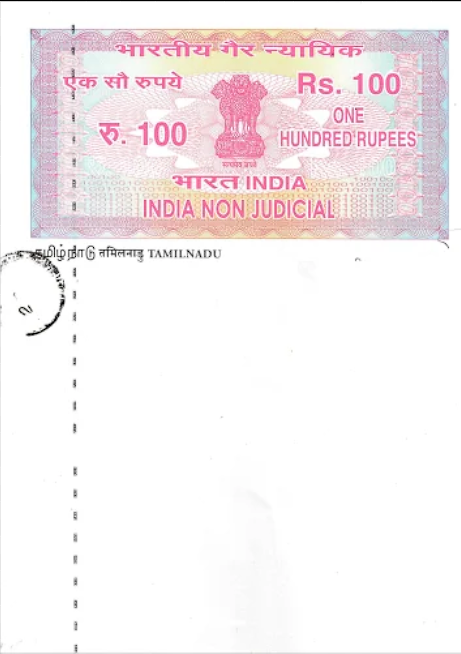 भारतीय गैर न्यायिक
एक सौ रुपये Rs. 100
रु. 100 ONE
HUNDRED RUPEES
सत्यमेव जयते
भारत INDIA
INDIA NON JUDICIAL
தமிழ்நாடு तमिलनाडु TAMILNADU